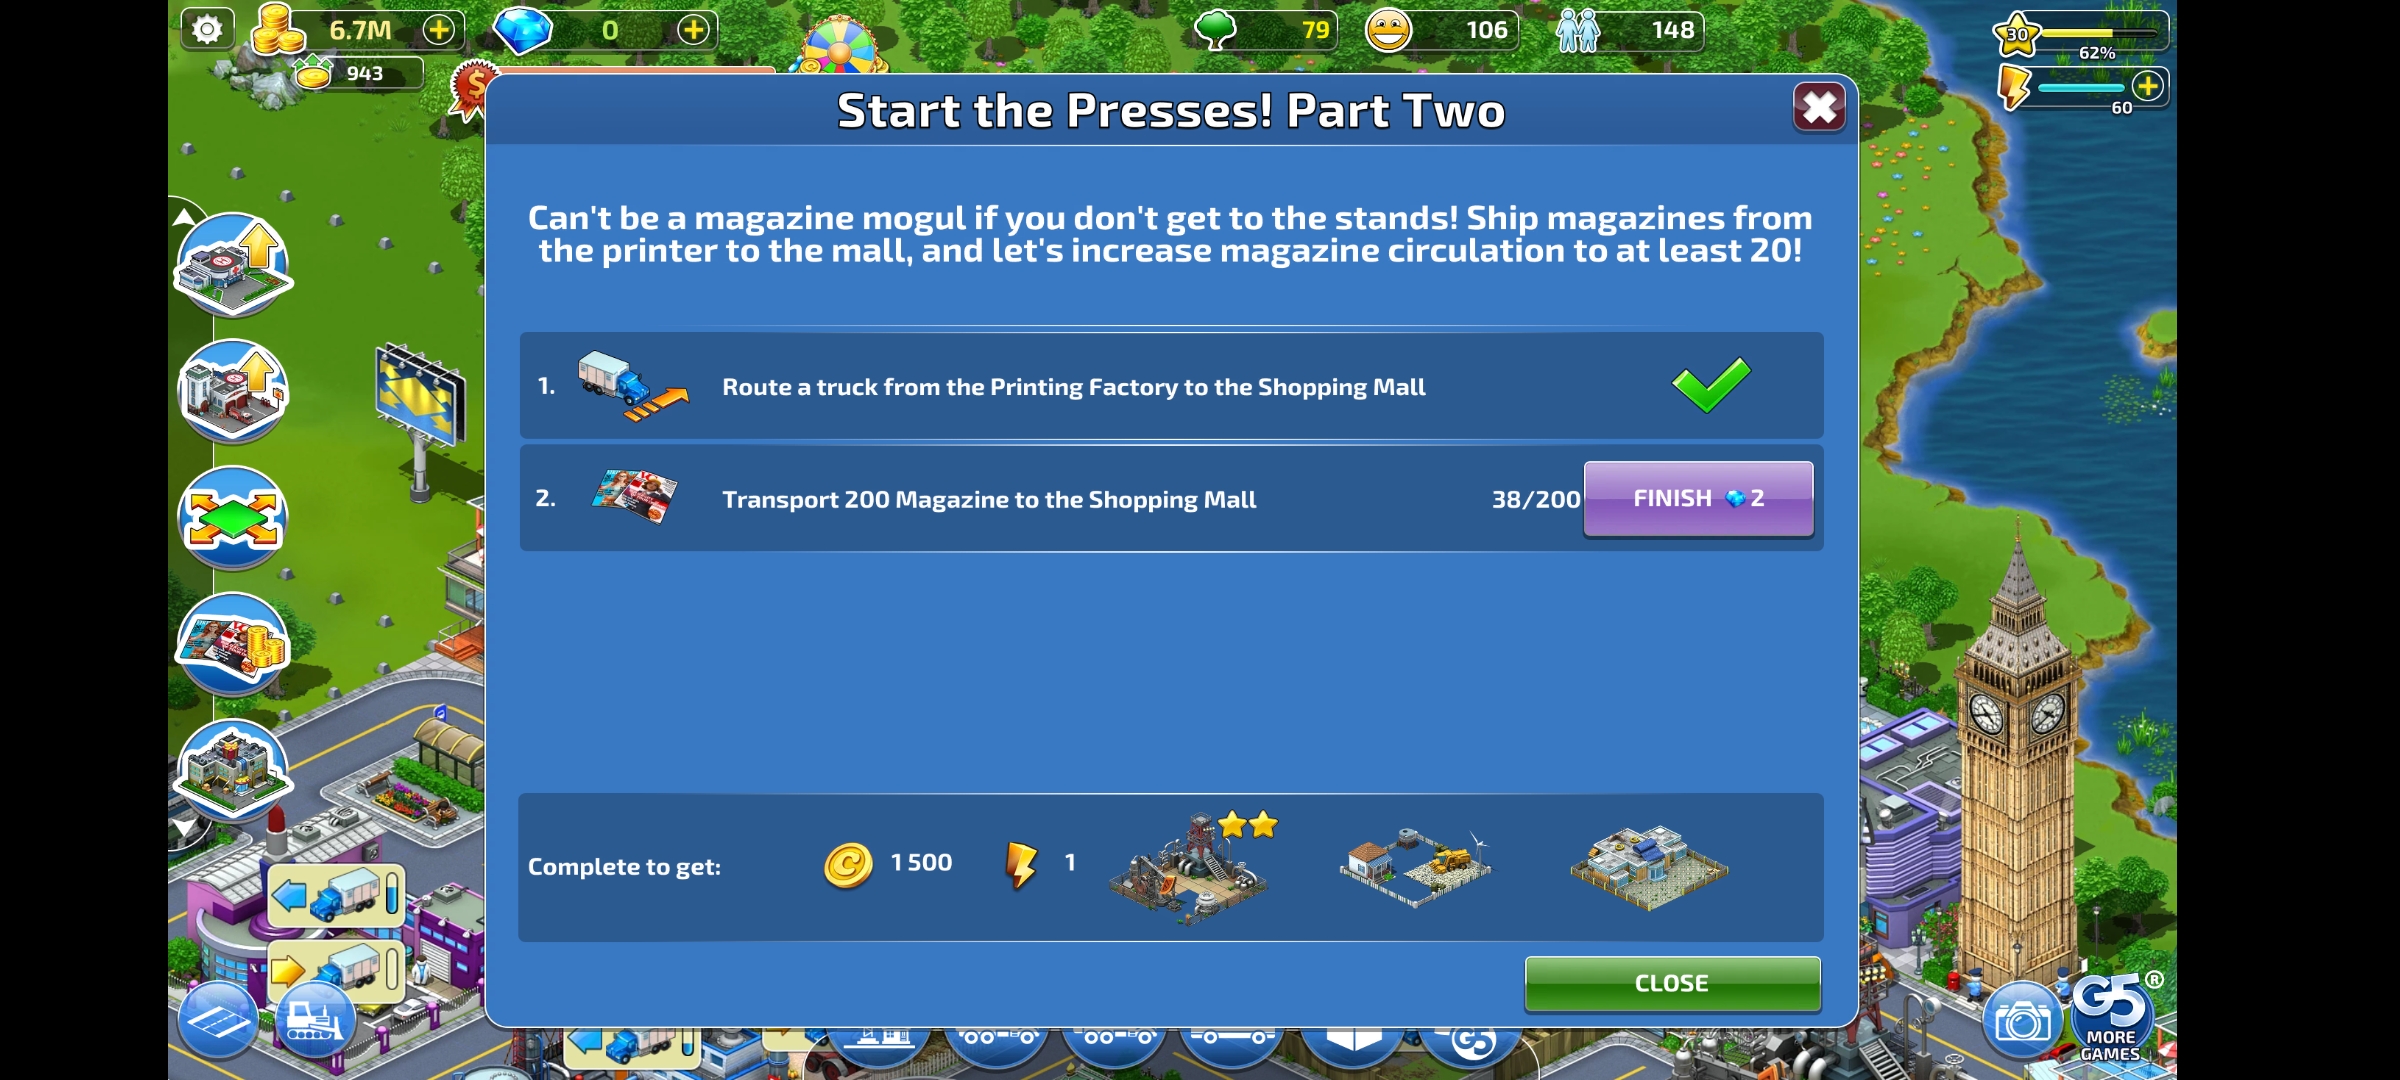 6.7M
0
79
106
148
30
62%
943
60
Start the Presses! Part Two
Can't be a magazine mogul if you don't get to the stands! Ship magazines from
the printer to the mall, and let's increase magazine circulation to at least 20!
1. Route a truck from the Printing Factory to the Shopping Mall
2. Transport 200 Magazine to the Shopping Mall 38/200 FINISH 2
Complete to get: 1 500 1
CLOSE
G5
G5 ®
MORE
GAMES